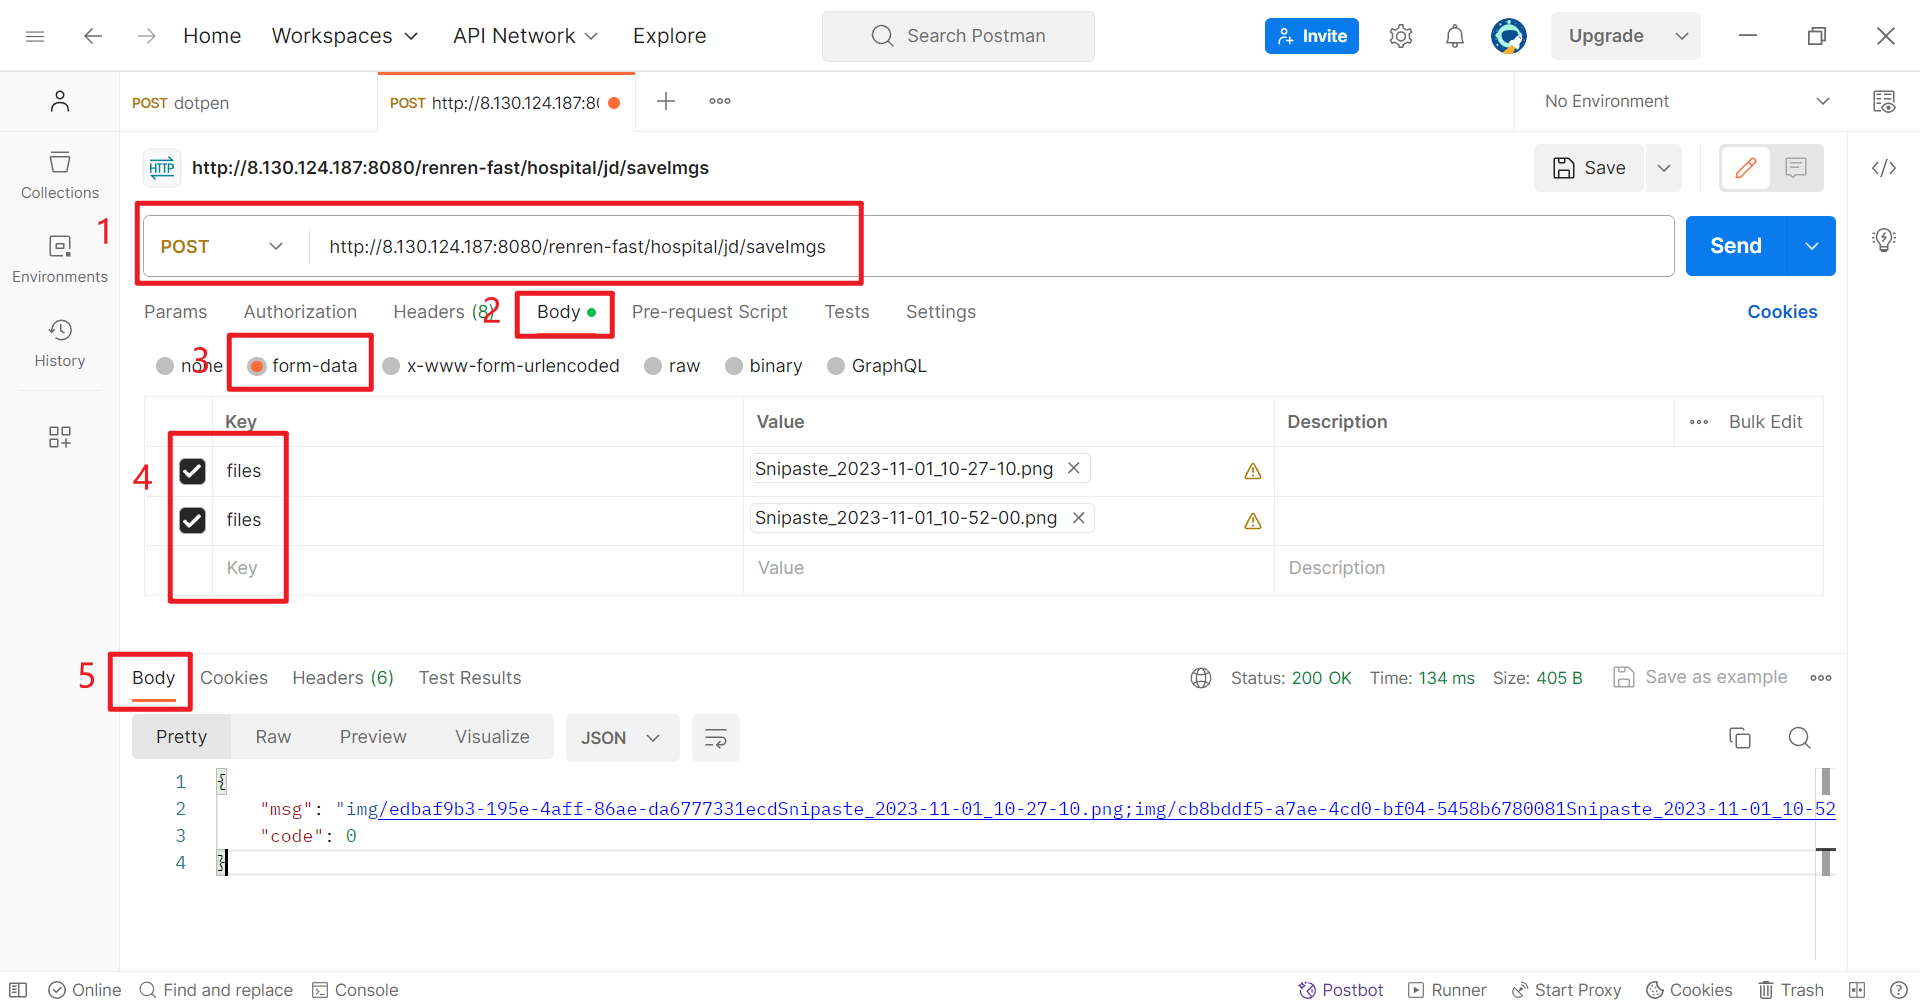 Home Workspaces API Network Explore Search Postman Invite Upgrade
POST dotpen POST http://8.130.124.187:8( No Environment
HTTP http://8.130.124.187:8080/renren-fast/hospital/jd/saveImgs Save
Collections
1
POST http://8.130.124.187:8080/renren-fast/hospital/jd/saveImgs Send
Environments
Params Authorization Headers (8) 2 Body Pre-request Script Tests Settings Cookies
History
none 3 form-data x-www-form-urlencoded raw binary GraphQL
Key Value Description Bulk Edit
4 files Snipaste_2023-11-01_10-27-10.png
files Snipaste_2023-11-01_10-52-00.png
Key Value Description
5 Body Cookies Headers (6) Test Results Status: 200 OK Time: 134 ms Size: 405 B Save as example
Pretty Raw Preview Visualize JSON
1 {
2 "msg": "img/edbaf9b3-195e-4aff-86ae-da6777331ecdSnipaste_2023-11-01_10-27-10.png;img/cb8bddf5-a7ae-4cd0-bf04-5458b6780081Snipaste_2023-11-01_10-52
3 "code": 0
4 }
Online Find and replace Console Postbot Runner Start Proxy Cookies Trash